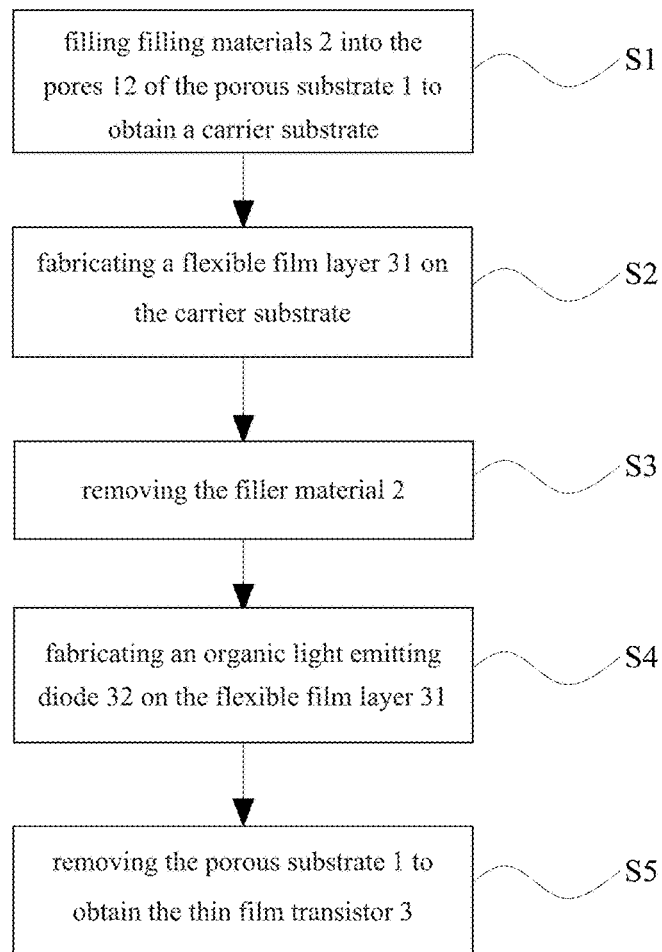 filling filling materials 2 into the
pores 12 of the porous substrate 1 to
obtain a carrier substrate
S1
fabricating a flexible film layer 31 on
the carrier substrate
S2
removing the filler material 2
S3
fabricating an organic light emitting
diode 32 on the flexible film layer 31
S4
removing the porous substrate 1 to
obtain the thin film transistor 3
S5